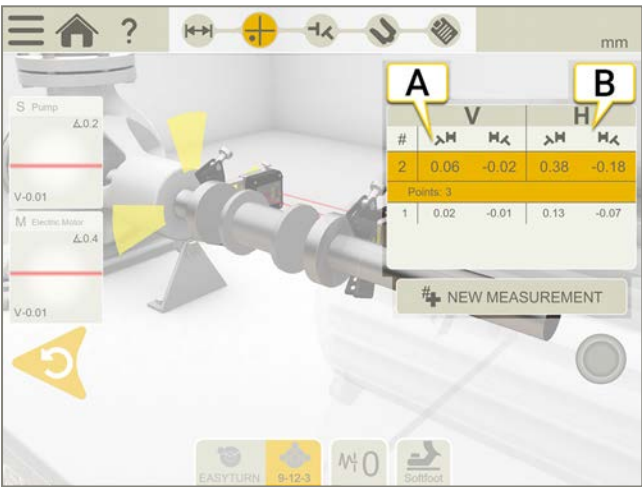 ?
mm
A
B
S Pump
∡0.2
V-0.01
M Electric Motor
∡0.4
V-0.01
V H
#
2 0.06 -0.02 0.38 -0.18
Points: 3
1 0.02 -0.01 0.13 -0.07
# NEW MEASUREMENT
EASYTURN 9-12-3 0 Softfoot